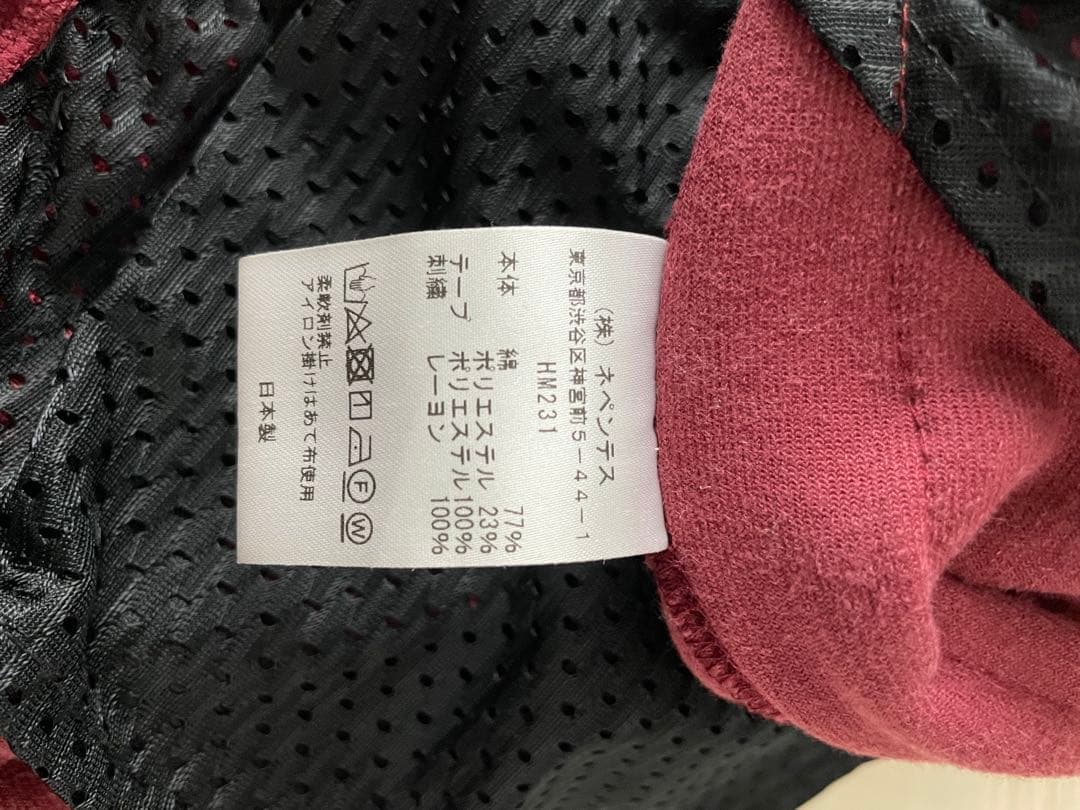 (株) ネペンテス
東京都渋谷区神宮前5-44-1
HM231
本体 綿 77%
ポリエステル 23%
テープ ポリエステル 100%
刺繍 レーヨン 100%
F
W
柔軟剤禁止
アイロン掛けはあて布使用
日本製